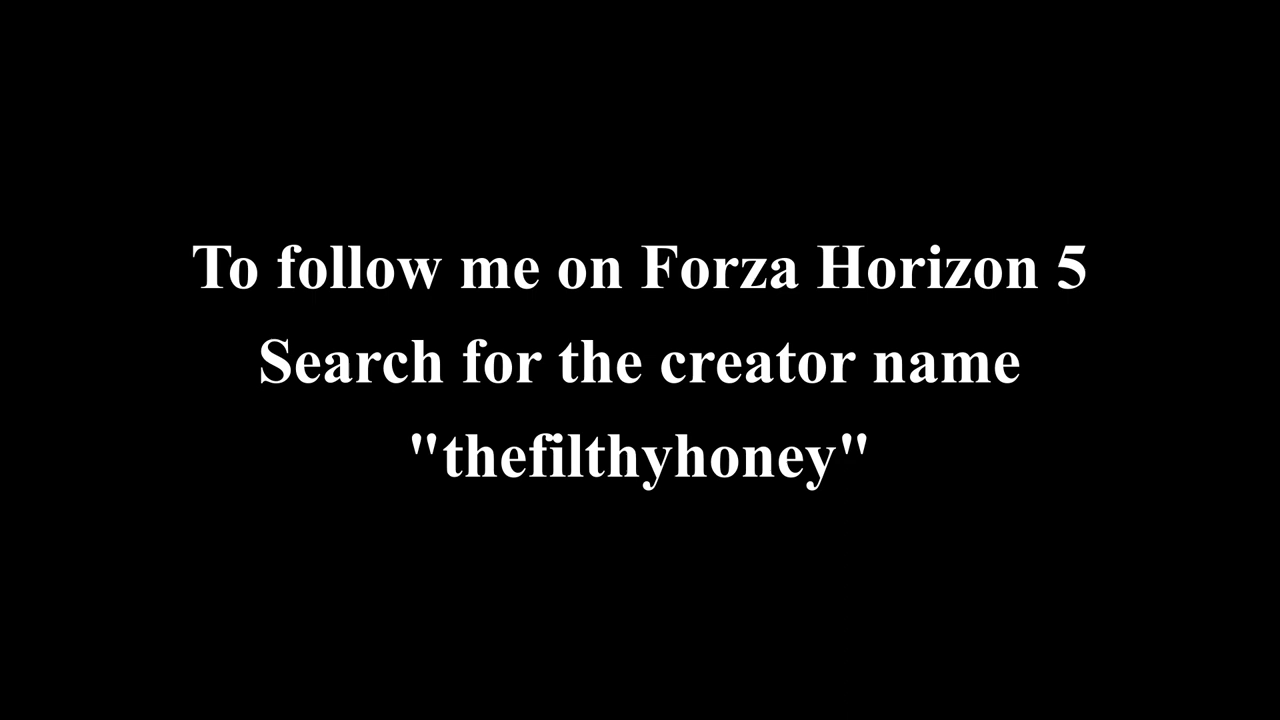 To follow me on Forza Horizon 5
Search for the creator name
"thefilthyhoney"